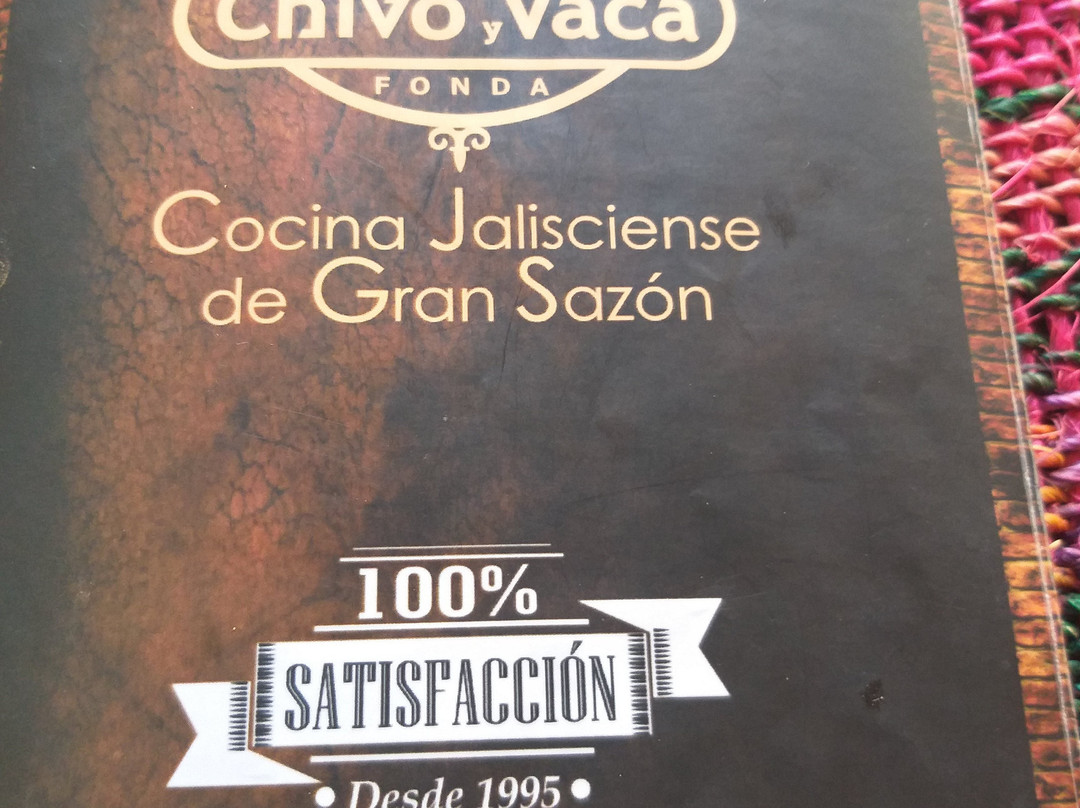 Chivo y Vaca
FONDA
Cocina Jalisciense
de Gran Sazón
100%
SATISFACCIÓN
• Desde 1995 •